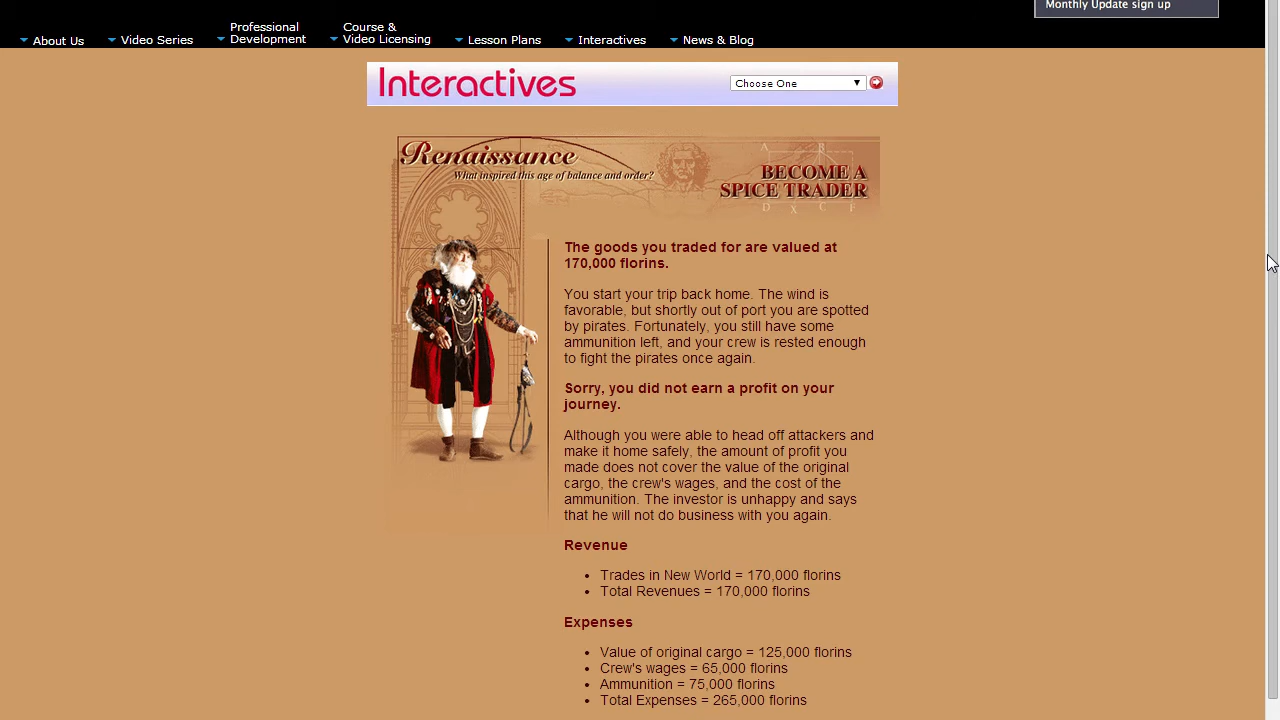 Monthly Update sign up
About Us
Video Series
Professional
Development
Course &
Video Licensing
Lesson Plans
Interactives
News & Blog
Interactives
Choose One
Renaissance
What inspired this age of balance and order?
A B
BECOME A
SPICE TRADER
D X C F
The goods you traded for are valued at
170,000 florins.
You start your trip back home. The wind is
favorable, but shortly out of port you are spotted
by pirates. Fortunately, you still have some
ammunition left, and your crew is rested enough
to fight the pirates once again.
Sorry, you did not earn a profit on your
journey.
Although you were able to head off attackers and
make it home safely, the amount of profit you
made does not cover the value of the original
cargo, the crew's wages, and the cost of the
ammunition. The investor is unhappy and says
that he will not do business with you again.
Revenue
• Trades in New World = 170,000 florins
• Total Revenues = 170,000 florins
Expenses
• Value of original cargo = 125,000 florins
• Crew's wages = 65,000 florins
• Ammunition = 75,000 florins
• Total Expenses = 265,000 florins